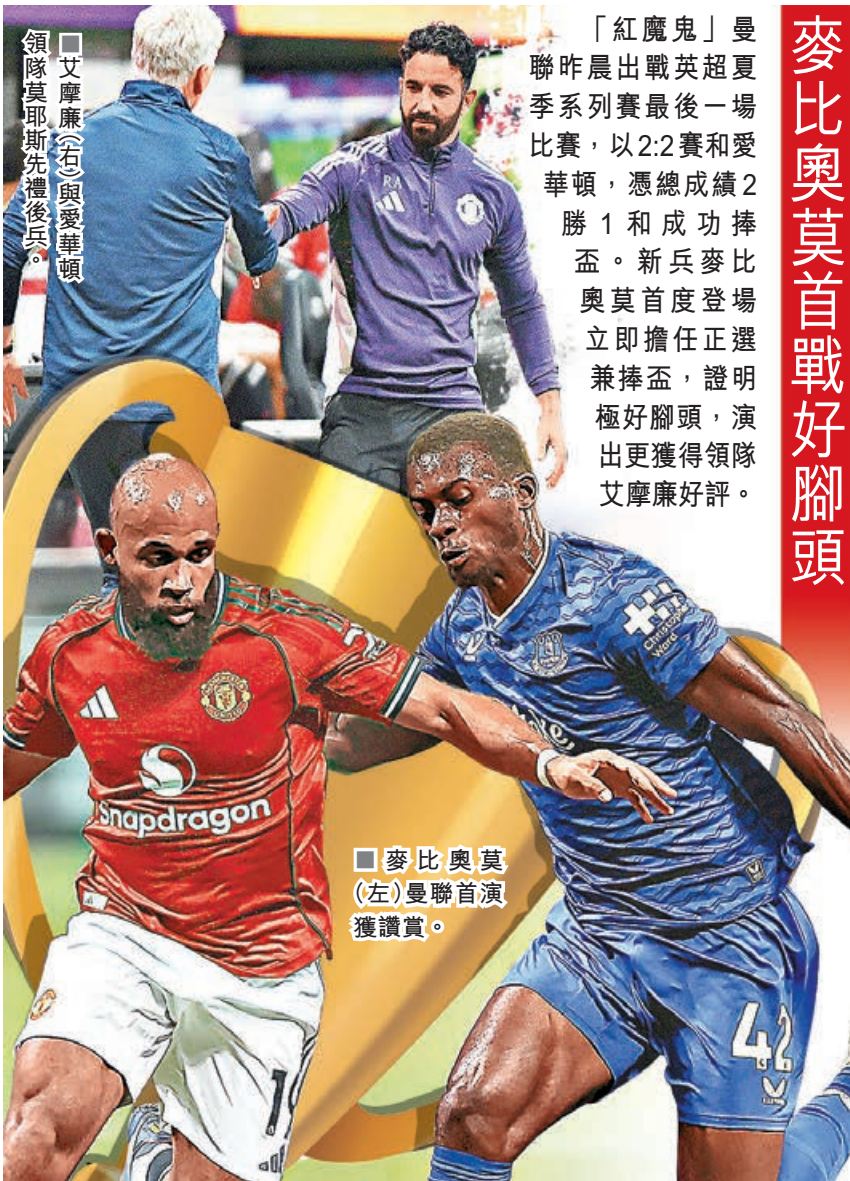 麥比奧莫首戰好腳頭
「紅魔鬼」曼
聯昨晨出戰英超夏
季系列賽最後一場
比賽，以2:2賽和愛
華頓，憑總成績2
勝1和成功捧
盃。新兵麥比
奧莫首度登場
立即擔任正選
兼捧盃，證明
極好腳頭，演
出更獲得領隊
艾摩廉好評。
■艾摩廉(右)與愛華頓
領隊莫耶斯先禮後兵。
RA
Snapdragon
Christopher
Ward
■麥比奧莫
(左)曼聯首演
獲讚賞。
42